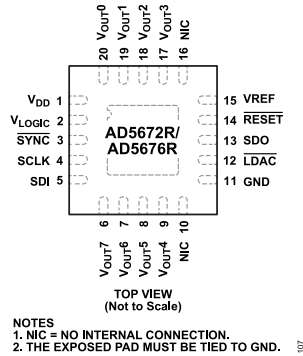 20 VOUT0
19 VOUT1
18 VOUT2
17 VOUT3
16 NIC
VDD 1
VLOGIC 2
SYNC 3
SCLK 4
SDI 5
AD5672R/
AD5676R
15 VREF
14 RESET
13 SDO
12 LDAC
11 GND
VOUT7 6
VOUT6 7
VOUT5 8
VOUT4 9
NIC 10
TOP VIEW
(Not to Scale)
NOTES
1. NIC = NO INTERNAL CONNECTION.
2. THE EXPOSED PAD MUST BE TIED TO GND.
107